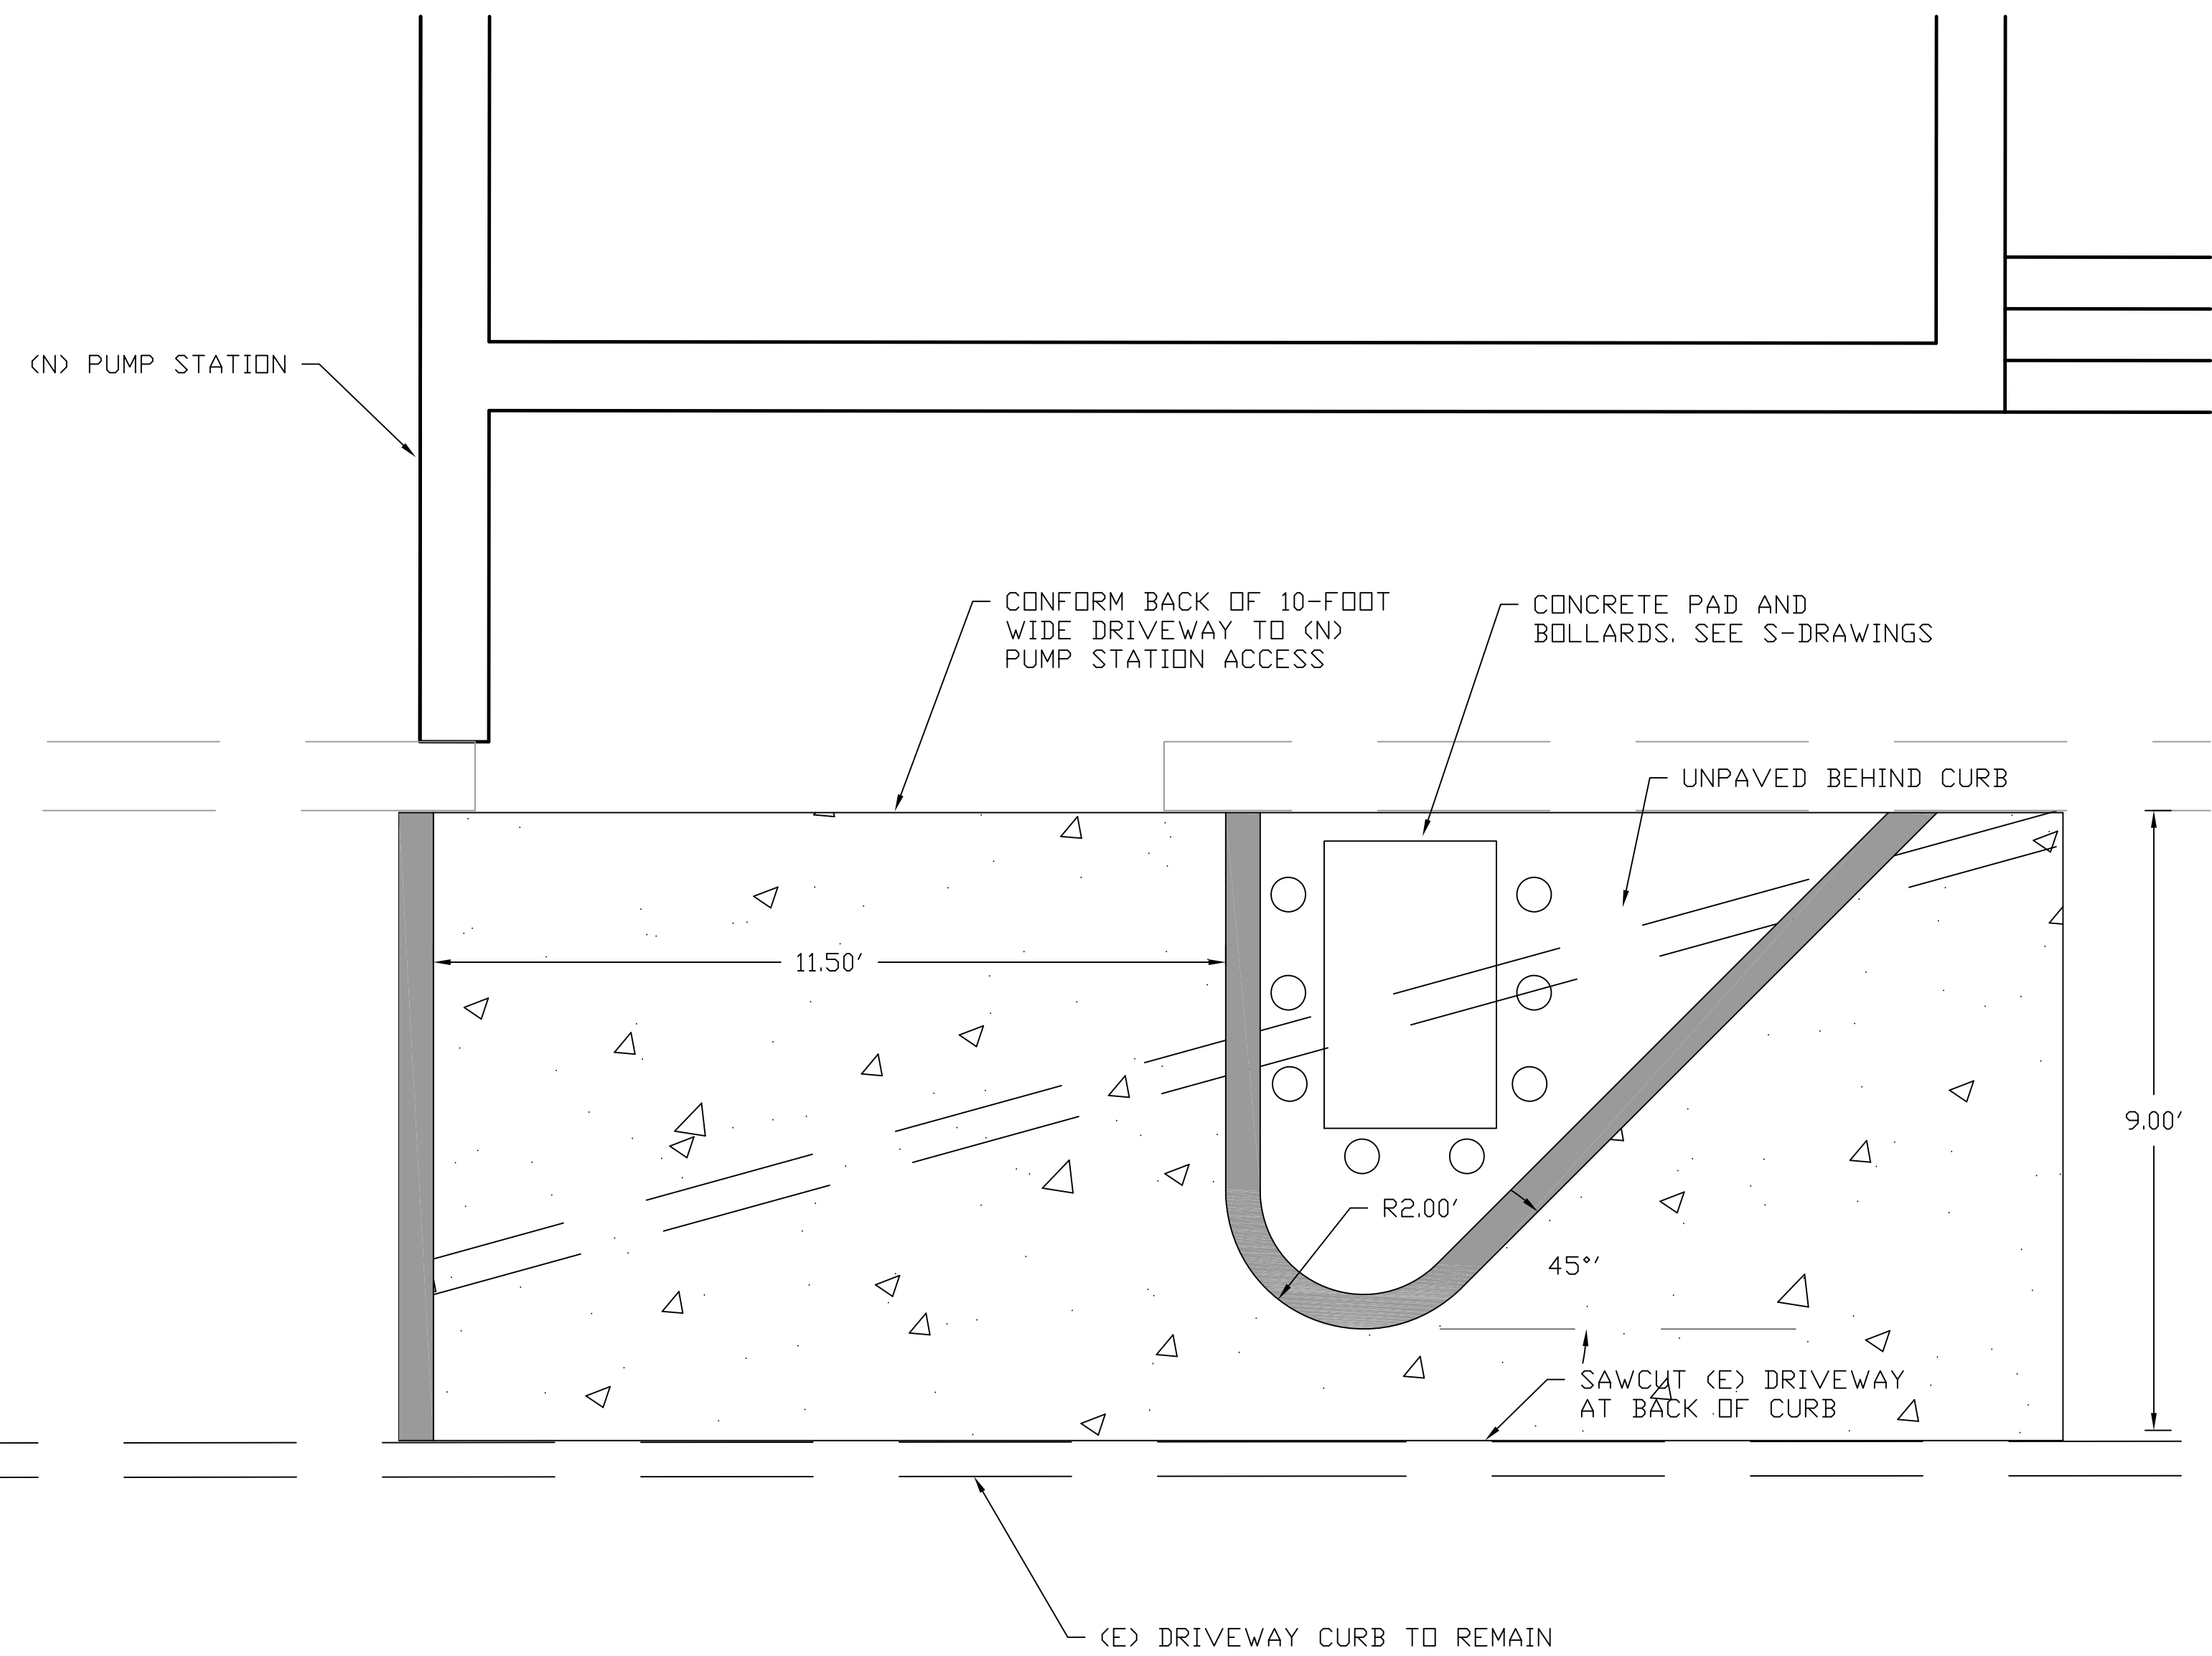 (N) PUMP STATION
CONFORM BACK OF 10-FOOT
WIDE DRIVEWAY TO (N)
PUMP STATION ACCESS
CONCRETE PAD AND
BOLLARDS. SEE S-DRAWINGS
UNPAVED BEHIND CURB
11.50'
9.00'
R2.00'
45°'
SAWCUT (E) DRIVEWAY
AT BACK OF CURB
(E) DRIVEWAY CURB TO REMAIN